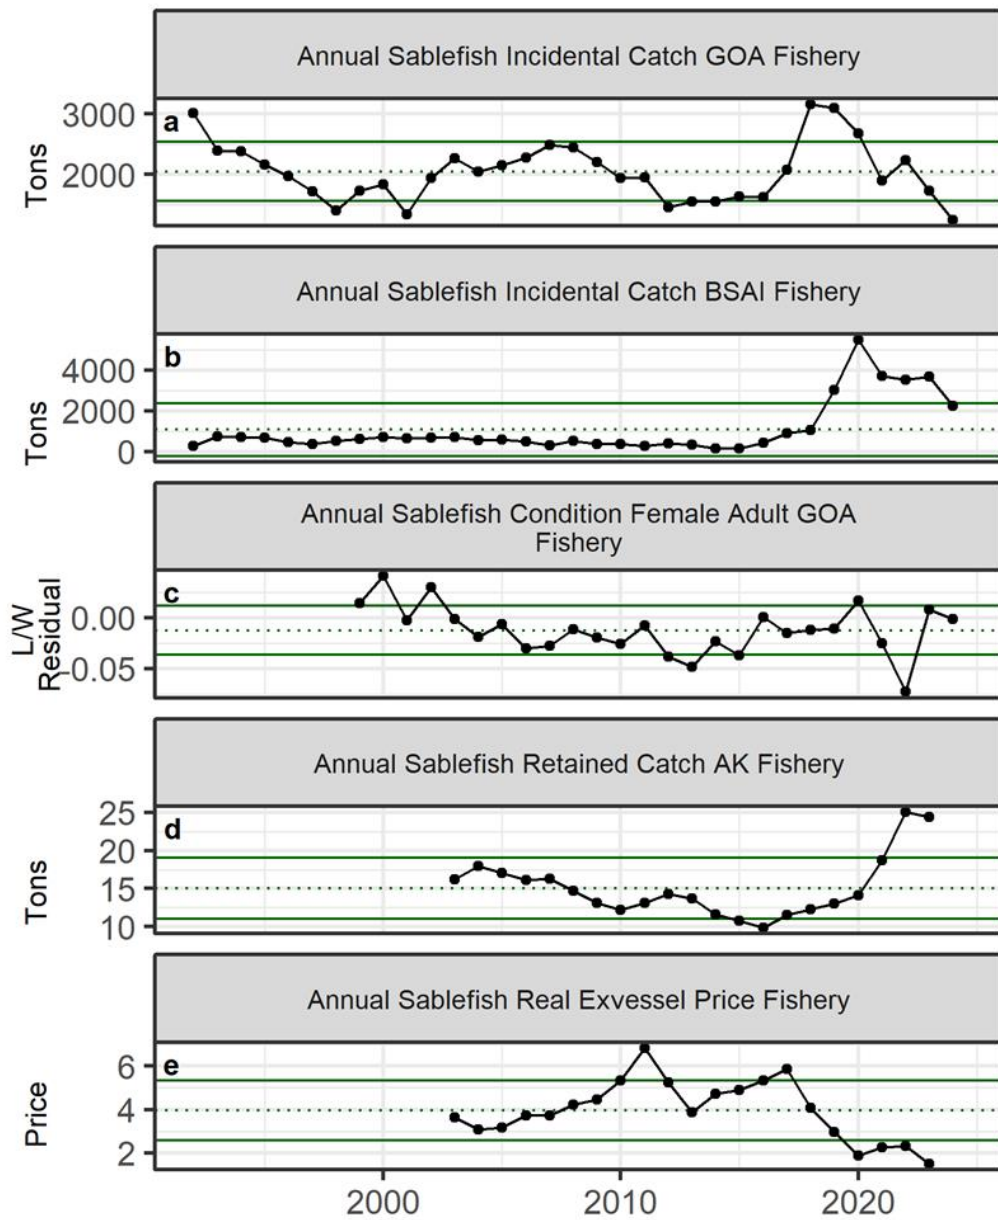 Annual Sablefish Incidental Catch GOA Fishery
a
3000
2000
Tons
Annual Sablefish Incidental Catch BSAI Fishery
b
4000
2000
0
Tons
Annual Sablefish Condition Female Adult GOA
Fishery
c
0.00
-0.05
L/W
Residual
Annual Sablefish Retained Catch AK Fishery
d
25
20
15
10
Tons
Annual Sablefish Real Exvessel Price Fishery
e
6
4
2
Price
2000 2010 2020